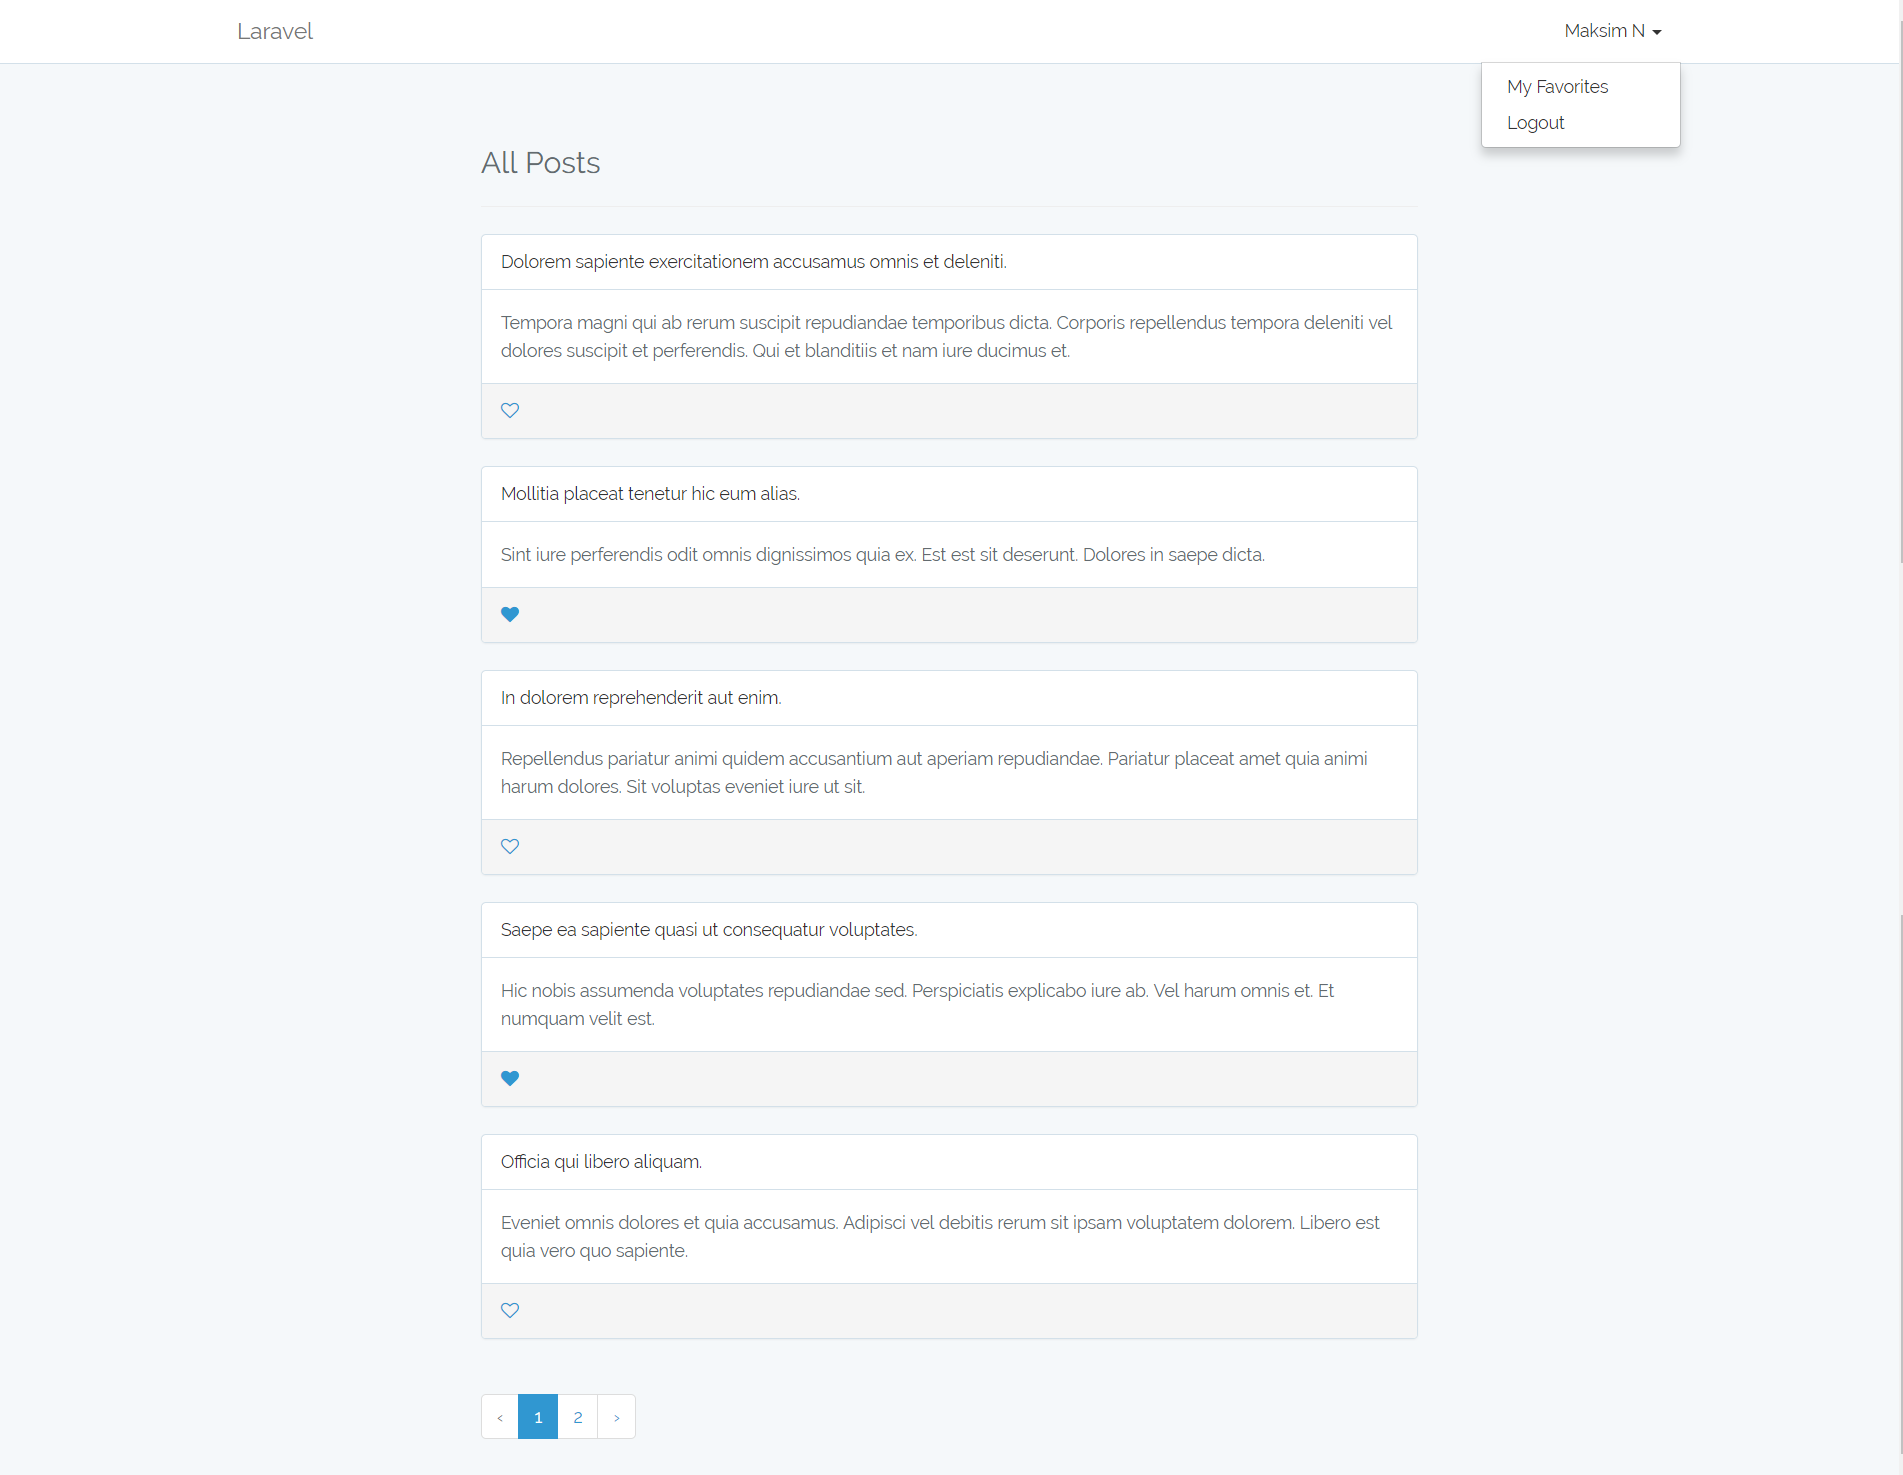 Laravel
Maksim N
My Favorites
Logout
All Posts
Dolorem sapiente exercitationem accusamus omnis et deleniti.
Tempora magni qui ab rerum suscipit repudiandae temporibus dicta. Corporis repellendus tempora deleniti vel
dolores suscipit et perferendis. Qui et blanditiis et nam iure ducimus et.
Mollitia placeat tenetur hic eum alias.
Sint iure perferendis odit omnis dignissimos quia ex. Est est sit deserunt. Dolores in saepe dicta.
In dolorem reprehenderit aut enim.
Repellendus pariatur animi quidem accusantium aut aperiam repudiandae. Pariatur placeat amet quia animi
harum dolores. Sit voluptas eveniet iure ut sit.
Saepe ea sapiente quasi ut consequatur voluptates.
Hic nobis assumenda voluptates repudiandae sed. Perspiciatis explicabo iure ab. Vel harum omnis et. Et
numquam velit est.
Officia qui libero aliquam.
Eveniet omnis dolores et quia accusamus. Adipisci vel debitis rerum sit ipsam voluptatem dolorem. Libero est
quia vero quo sapiente.
‹ 1 2 ›